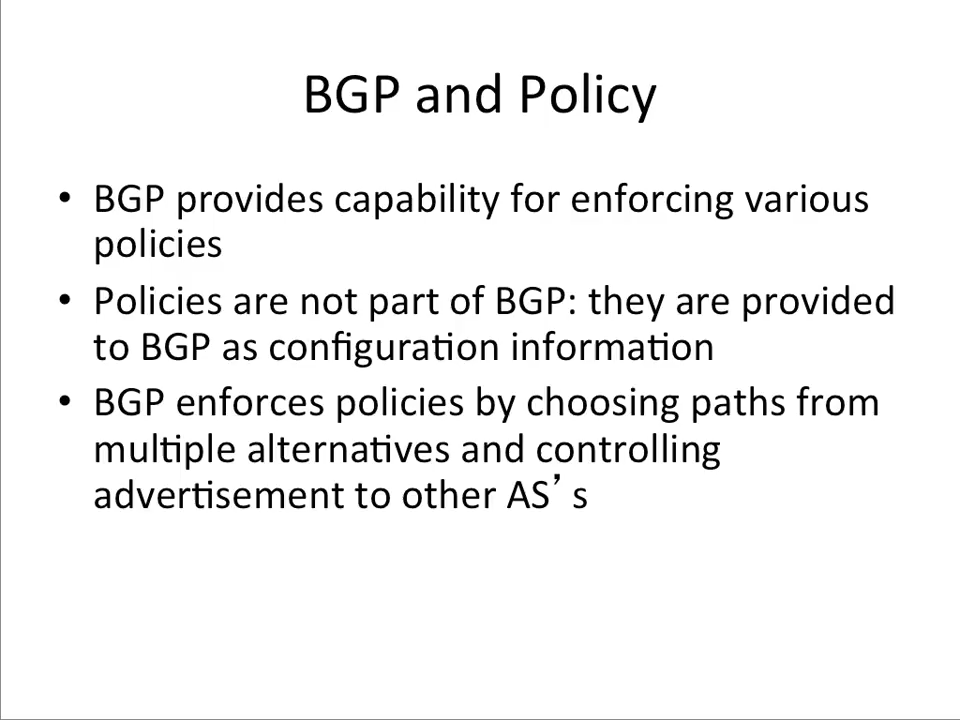 BGP and Policy
• BGP provides capability for enforcing various
policies
• Policies are not part of BGP: they are provided
to BGP as configuration information
• BGP enforces policies by choosing paths from
multiple alternatives and controlling
advertisement to other AS’s